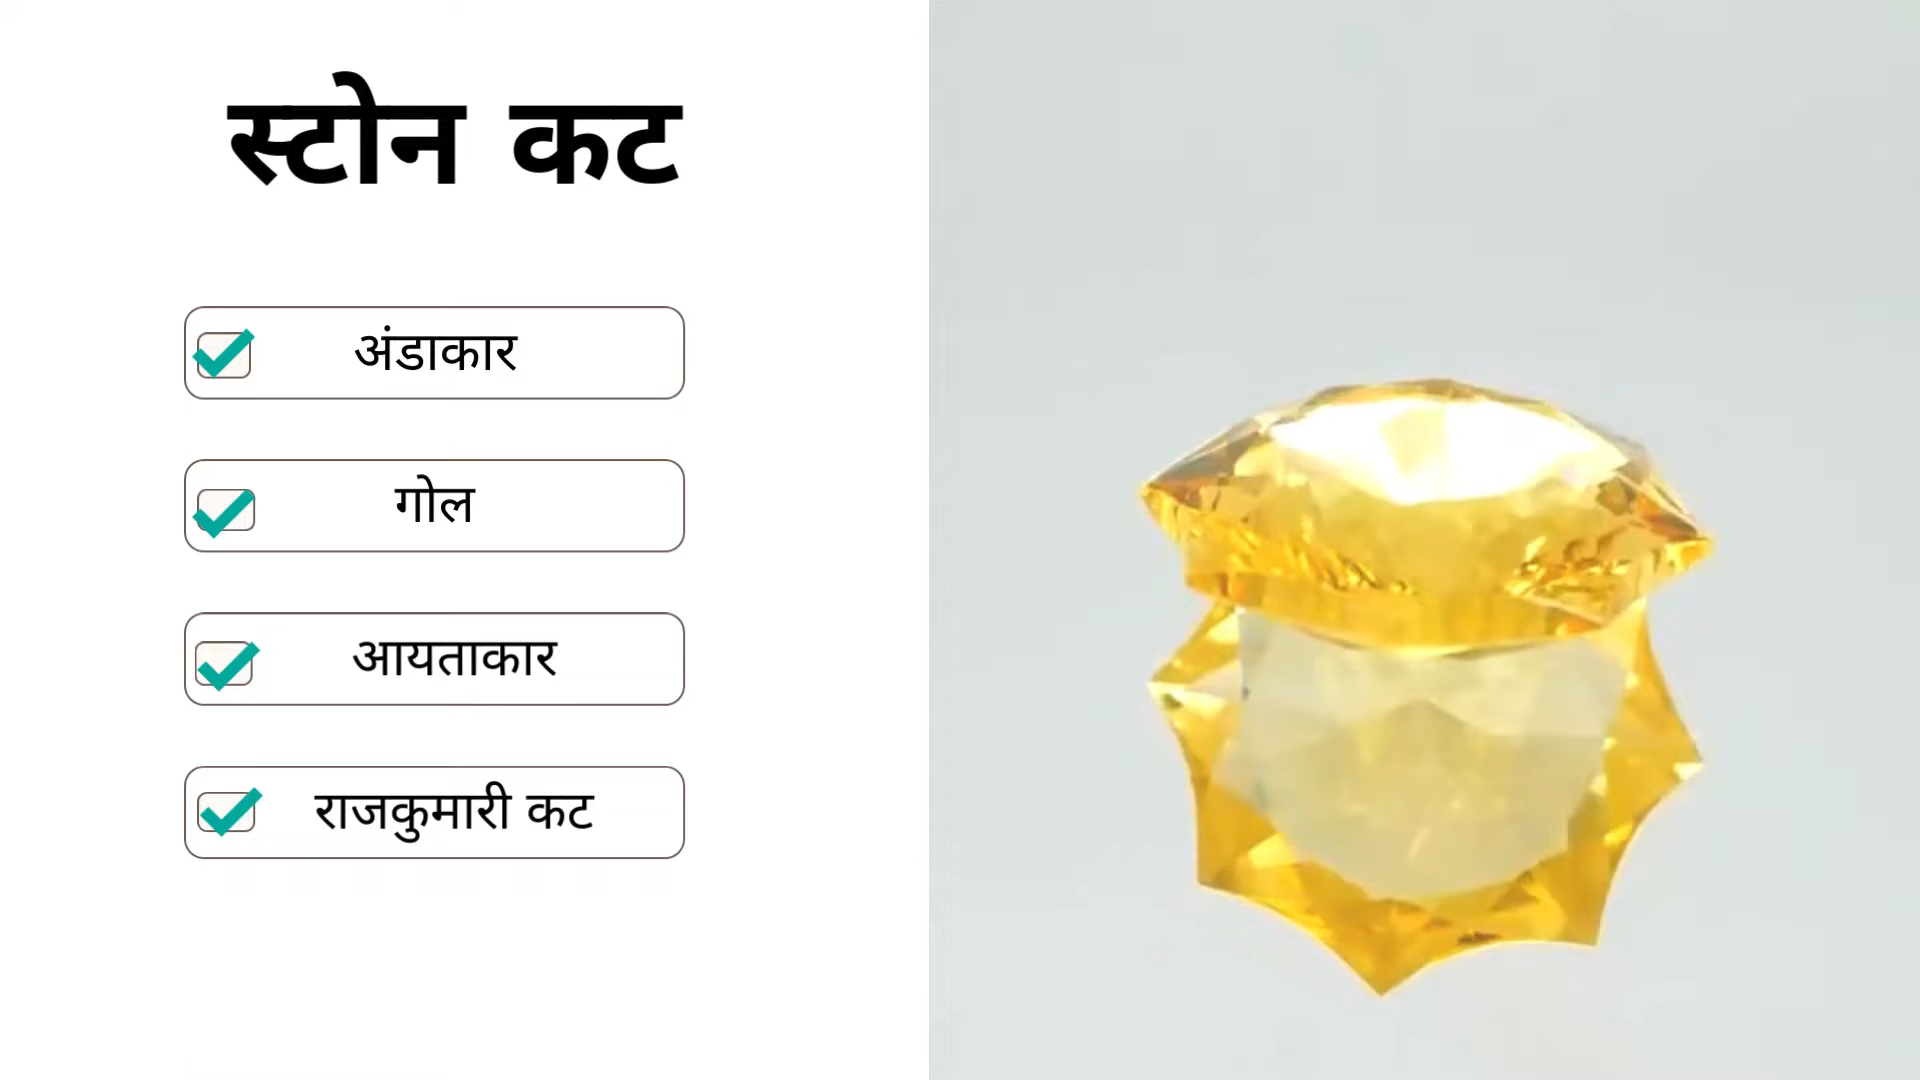 स्टोन कट
अंडाकार
गोल
आयताकार
राजकुमारी कट